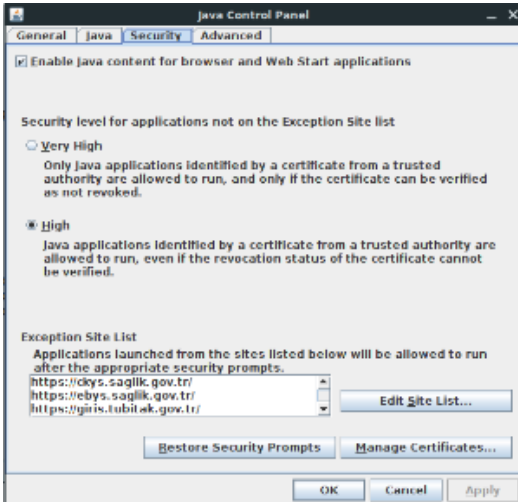 Java Control Panel
General Java Security Advanced
Enable Java content for browser and Web Start applications
Security level for applications not on the Exception Site list
Very High
Only Java applications identified by a certificate from a trusted
authority are allowed to run, and only if the certificate can be verified
as not revoked.
High
Java applications identified by a certificate from a trusted authority are
allowed to run, even if the revocation status of the certificate cannot
be verified.
Exception Site List
Applications launched from the sites listed below will be allowed to run
after the appropriate security prompts.
https://ckys.saglik.gov.tr/
https://ebys.saglik.gov.tr/
https://giris.tubitak.gov.tr/
Edit Site List...
Restore Security Prompts Manage Certificates...
OK Cancel Apply